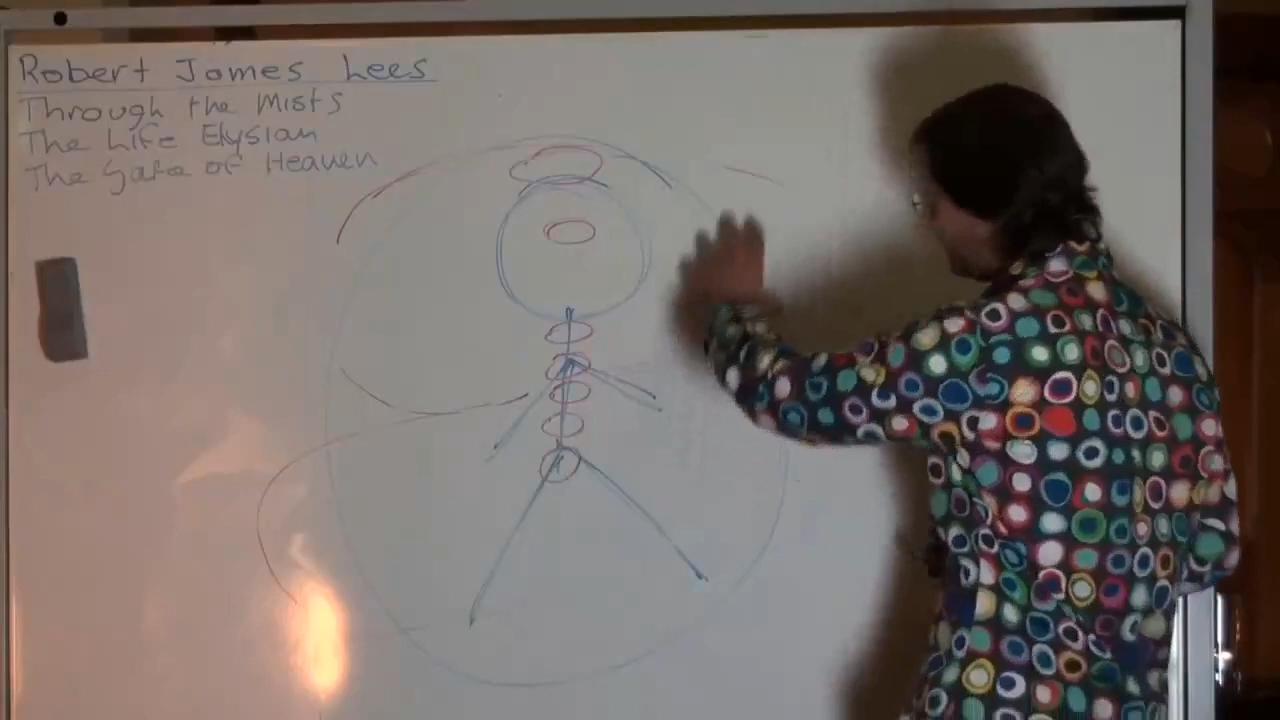 Robert James Lees
Through the Mists
The Life Elysian
The Gate of Heaven